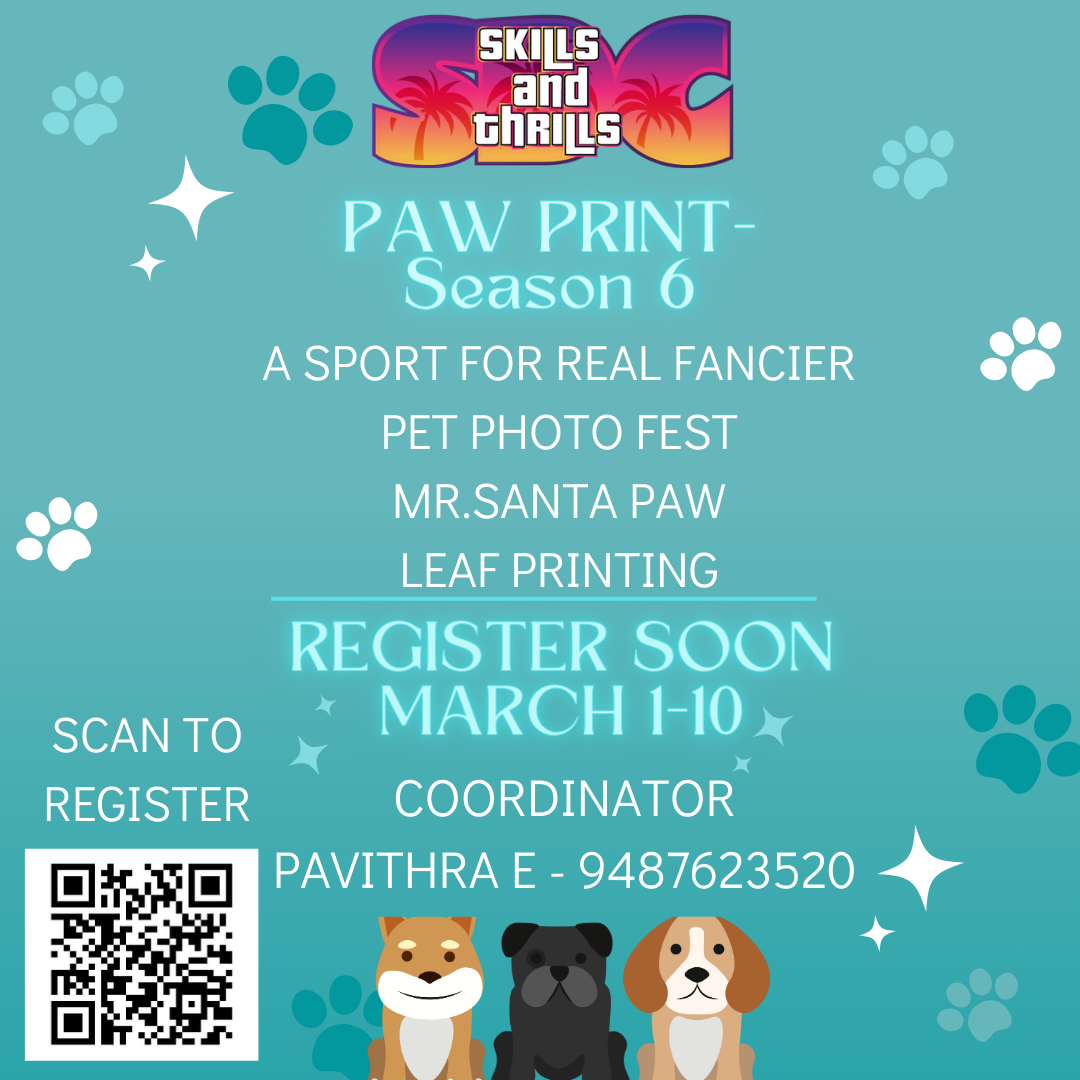 SDC
SKILLS
and
thRILLS
PAW PRINT-
Season 6
A SPORT FOR REAL FANCIER
PET PHOTO FEST
MR.SANTA PAW
LEAF PRINTING
REGISTER SOON
MARCH 1-10
SCAN TO
REGISTER
COORDINATOR
PAVITHRA E - 9487623520